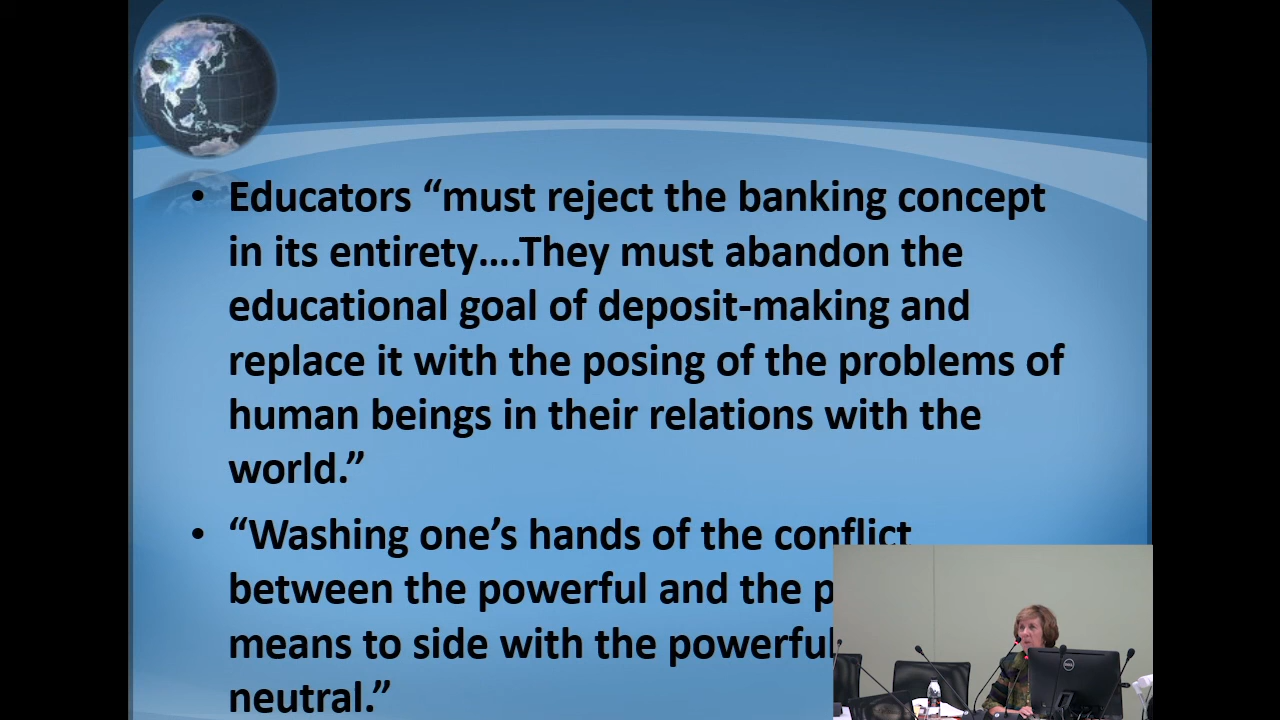 • Educators “must reject the banking concept
in its entirety….They must abandon the
educational goal of deposit-making and
replace it with the posing of the problems of
human beings in their relations with the
world.”
• “Washing one’s hands of the conflict
between the powerful and the p
means to side with the powerful
neutral.”
DELL